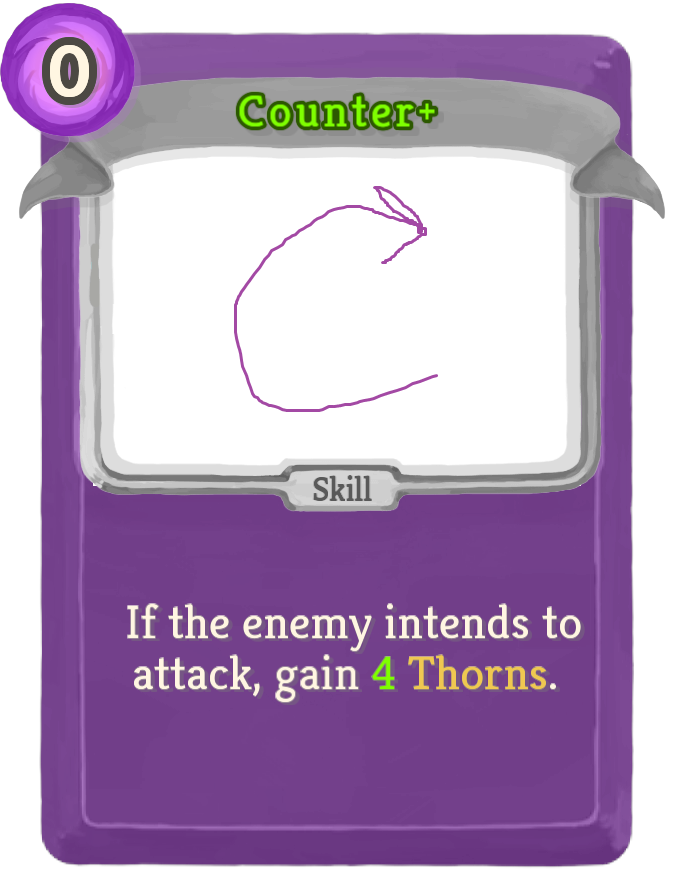 0
Counter+
Skill
If the enemy intends to
attack, gain 4 Thorns.